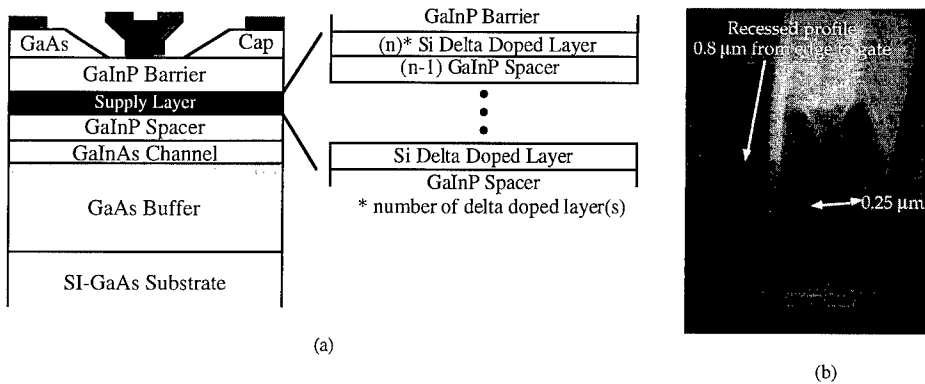 GaAs
Cap
GaInP Barrier
Supply Layer
GaInP Spacer
GaInAs Channel
GaAs Buffer
SI-GaAs Substrate
GaInP Barrier
(n)* Si Delta Doped Layer
(n-1) GaInP Spacer
Si Delta Doped Layer
GaInP Spacer
* number of delta doped layer(s)
(a)
Recessed profile
0.8 μm from edge to gate
0.25 μm
(b)